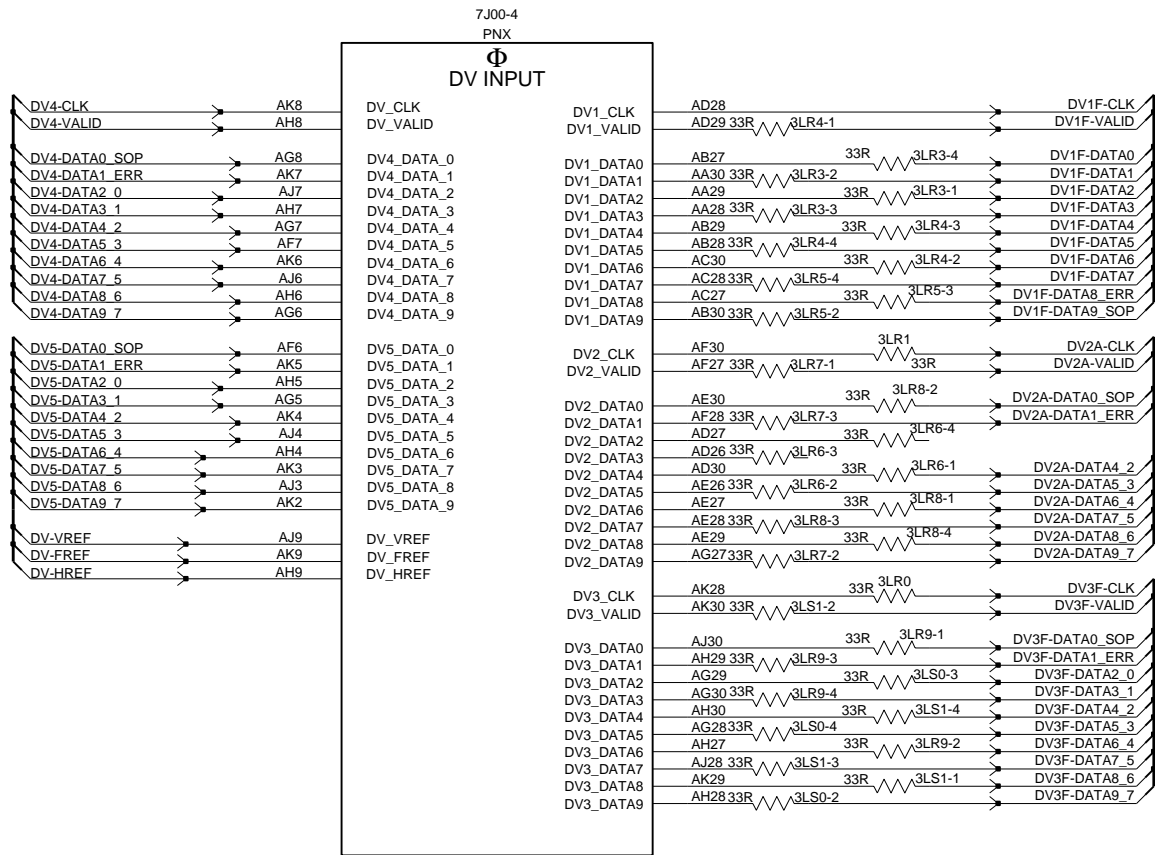 7J00-4
PNX
Φ
DV INPUT
DV4-CLK AK8 DV_CLK
DV4-VALID AH8 DV_VALID
DV4-DATA0_SOP AG8 DV4_DATA_0
DV4-DATA1_ERR AK7 DV4_DATA_1
DV4-DATA2_0 AJ7 DV4_DATA_2
DV4-DATA3_1 AH7 DV4_DATA_3
DV4-DATA4_2 AG7 DV4_DATA_4
DV4-DATA5_3 AF7 DV4_DATA_5
DV4-DATA6_4 AK6 DV4_DATA_6
DV4-DATA7_5 AJ6 DV4_DATA_7
DV4-DATA8_6 AH6 DV4_DATA_8
DV4-DATA9_7 AG6 DV4_DATA_9
DV5-DATA0_SOP AF6 DV5_DATA_0
DV5-DATA1_ERR AK5 DV5_DATA_1
DV5-DATA2_0 AH5 DV5_DATA_2
DV5-DATA3_1 AG5 DV5_DATA_3
DV5-DATA4_2 AK4 DV5_DATA_4
DV5-DATA5_3 AJ4 DV5_DATA_5
DV5-DATA6_4 AH4 DV5_DATA_6
DV5-DATA7_5 AK3 DV5_DATA_7
DV5-DATA8_6 AJ3 DV5_DATA_8
DV5-DATA9_7 AK2 DV5_DATA_9
DV-VREF AJ9 DV_VREF
DV-FREF AK9 DV_FREF
DV-HREF AH9 DV_HREF
DV1_CLK AD28 DV1F-CLK
DV1_VALID AD29 33R 3LR4-1 DV1F-VALID
DV1_DATA0 AB27 33R 3LR3-4 DV1F-DATA0
DV1_DATA1 AA30 33R 3LR3-2 DV1F-DATA1
DV1_DATA2 AA29 33R 3LR3-1 DV1F-DATA2
DV1_DATA3 AA28 33R 3LR3-3 DV1F-DATA3
DV1_DATA4 AB29 33R 3LR4-3 DV1F-DATA4
DV1_DATA5 AB28 33R 3LR4-4 DV1F-DATA5
DV1_DATA6 AC30 33R 3LR4-2 DV1F-DATA6
DV1_DATA7 AC28 33R 3LR5-4 DV1F-DATA7
DV1_DATA8 AC27 33R 3LR5-3 DV1F-DATA8_ERR
DV1_DATA9 AB30 33R 3LR5-2 DV1F-DATA9_SOP
DV2_CLK AF30 3LR1 DV2A-CLK
DV2_VALID AF27 33R 3LR7-1 33R DV2A-VALID
DV2_DATA0 AE30 33R 3LR8-2 DV2A-DATA0_SOP
DV2_DATA1 AF28 33R 3LR7-3 DV2A-DATA1_ERR
DV2_DATA2 AD27 33R 3LR6-4
DV2_DATA3 AD26 33R 3LR6-3
DV2_DATA4 AD30 33R 3LR6-1 DV2A-DATA4_2
DV2_DATA5 AE26 33R 3LR6-2 DV2A-DATA5_3
DV2_DATA6 AE27 33R 3LR8-1 DV2A-DATA6_4
DV2_DATA7 AE28 33R 3LR8-3 DV2A-DATA7_5
DV2_DATA8 AE29 33R 3LR8-4 DV2A-DATA8_6
DV2_DATA9 AG27 33R 3LR7-2 DV2A-DATA9_7
DV3_CLK AK28 33R 3LR0 DV3F-CLK
DV3_VALID AK30 33R 3LS1-2 DV3F-VALID
DV3_DATA0 AJ30 33R 3LR9-1 DV3F-DATA0_SOP
DV3_DATA1 AH29 33R 3LR9-3 DV3F-DATA1_ERR
DV3_DATA2 AG29 33R 3LS0-3 DV3F-DATA2_0
DV3_DATA3 AG30 33R 3LR9-4 DV3F-DATA3_1
DV3_DATA4 AH30 33R 3LS1-4 DV3F-DATA4_2
DV3_DATA5 AG28 33R 3LS0-4 DV3F-DATA5_3
DV3_DATA6 AH27 33R 3LR9-2 DV3F-DATA6_4
DV3_DATA7 AJ28 33R 3LS1-3 DV3F-DATA7_5
DV3_DATA8 AK29 33R 3LS1-1 DV3F-DATA8_6
DV3_DATA9 AH28 33R 3LS0-2 DV3F-DATA9_7